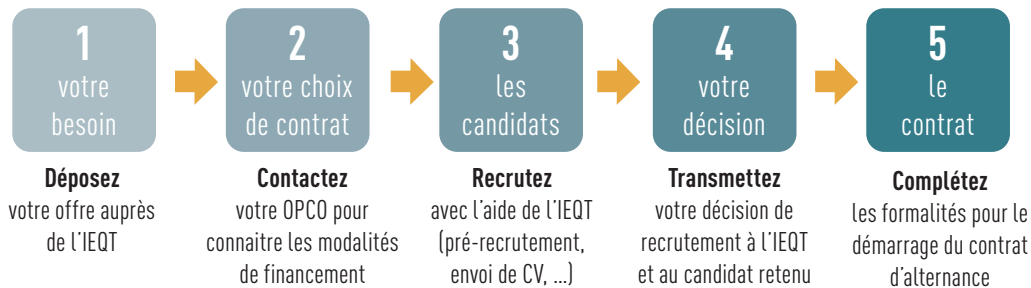 1
votre
besoin
Déposez
votre offre auprès
de l'IEQT
2
votre choix
de contrat
Contactez
votre OPCO pour
connaitre les modalités
de financement
3
les
candidats
Recrutez
avec l'aide de l'IEQT
(pré-recrutement,
envoi de CV, ...)
4
votre
décision
Transmettez
votre décision de
recrutement à l'IEQT
et au candidat retenu
5
le
contrat
Complétez
les formalités pour le
démarrage du contrat
d'alternance